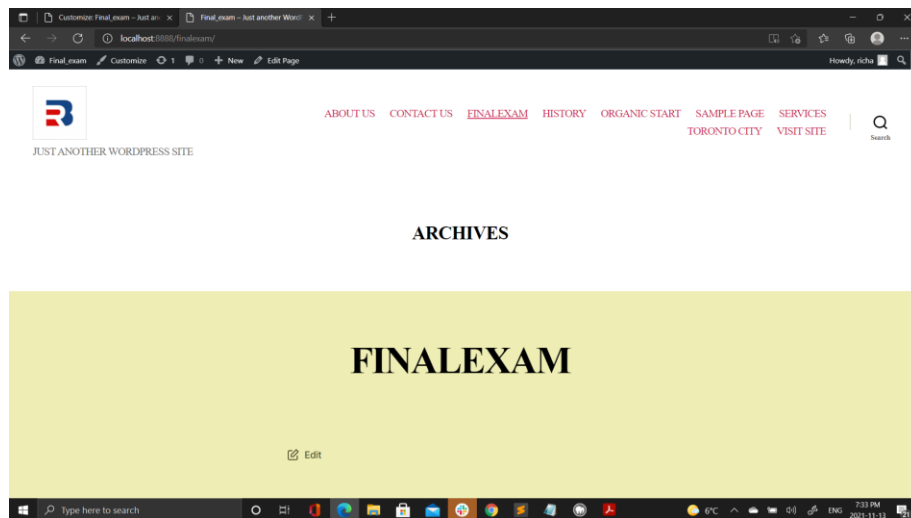 Customize: Final_exam – Just an
Final_exam – Just another Word
localhost:8888/finalexam/
Final_exam Customize 1 0 + New Edit Page
Howdy, richa
ABOUT US CONTACT US FINALEXAM HISTORY ORGANIC START SAMPLE PAGE SERVICES
TORONTO CITY VISIT SITE
Search
JUST ANOTHER WORDPRESS SITE
ARCHIVES
FINALEXAM
Edit
Type here to search
6°C
ENG
7:33 PM
2021-11-13
21